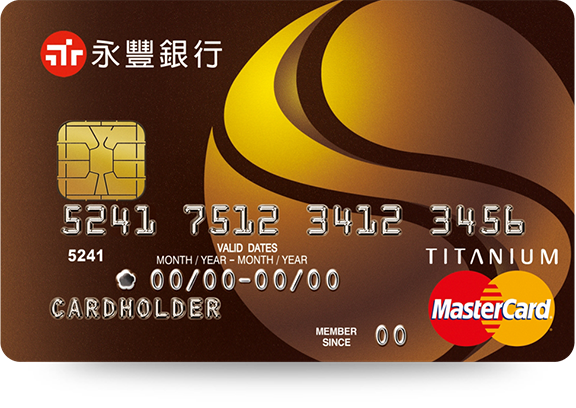 永豐銀行
5241 7512 3412 3456
5241
VALID DATES
MONTH / YEAR – MONTH / YEAR
00/00-00/00
TITANIUM
CARDHOLDER
MasterCard
MEMBER SINCE 00